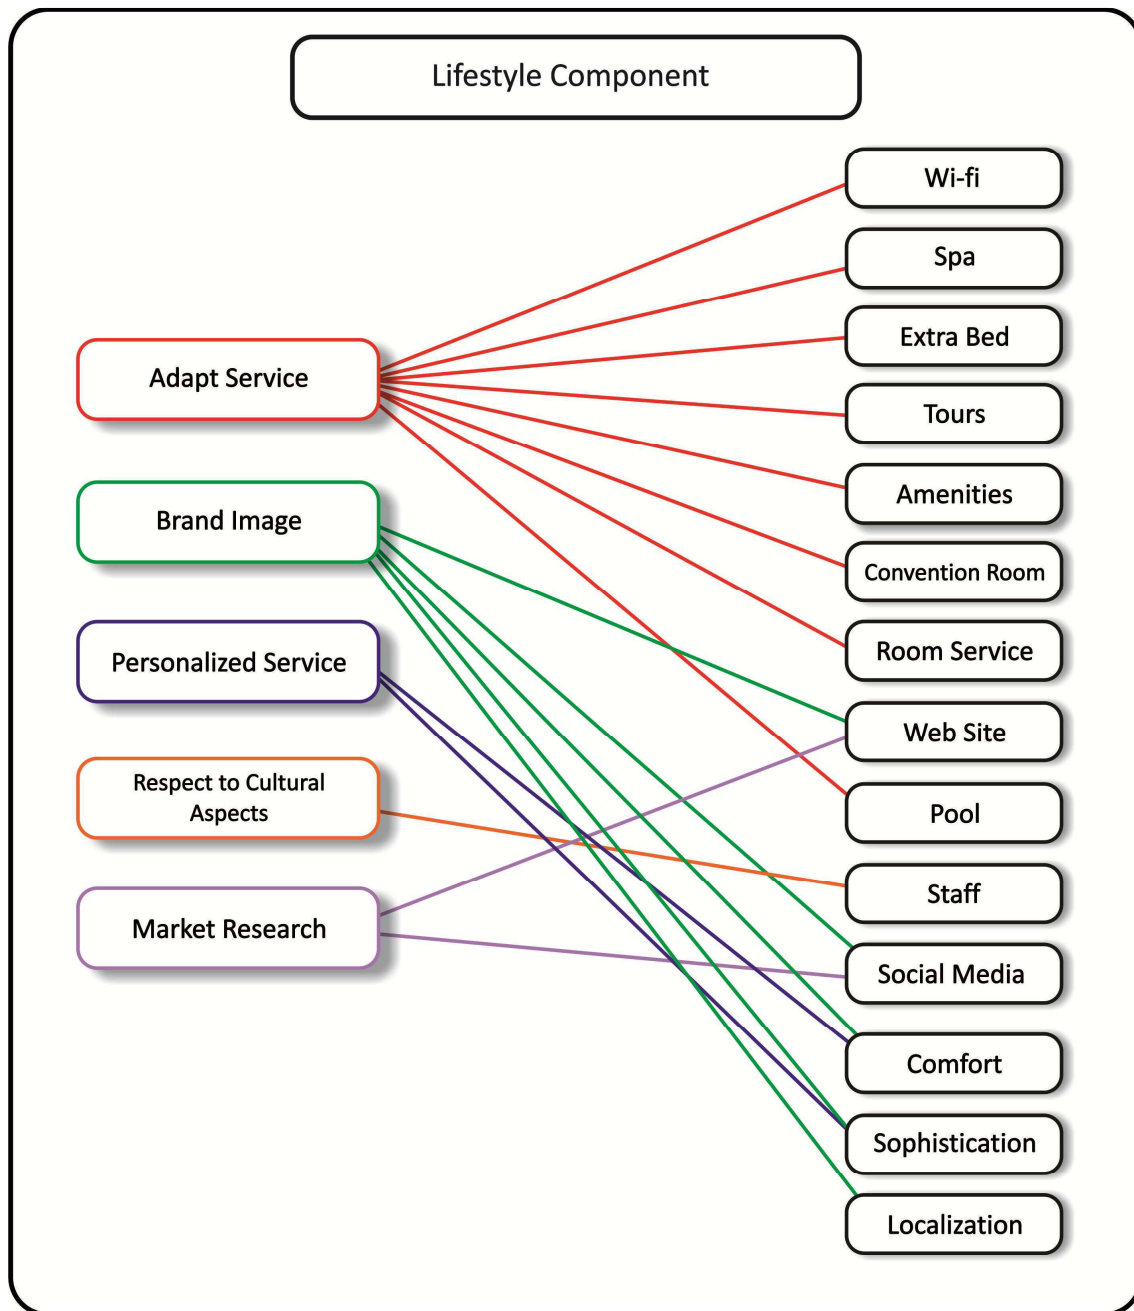 Lifestyle Component
Adapt Service
Brand Image
Personalized Service
Respect to Cultural
Aspects
Market Research
Wi-fi
Spa
Extra Bed
Tours
Amenities
Convention Room
Room Service
Web Site
Pool
Staff
Social Media
Comfort
Sophistication
Localization